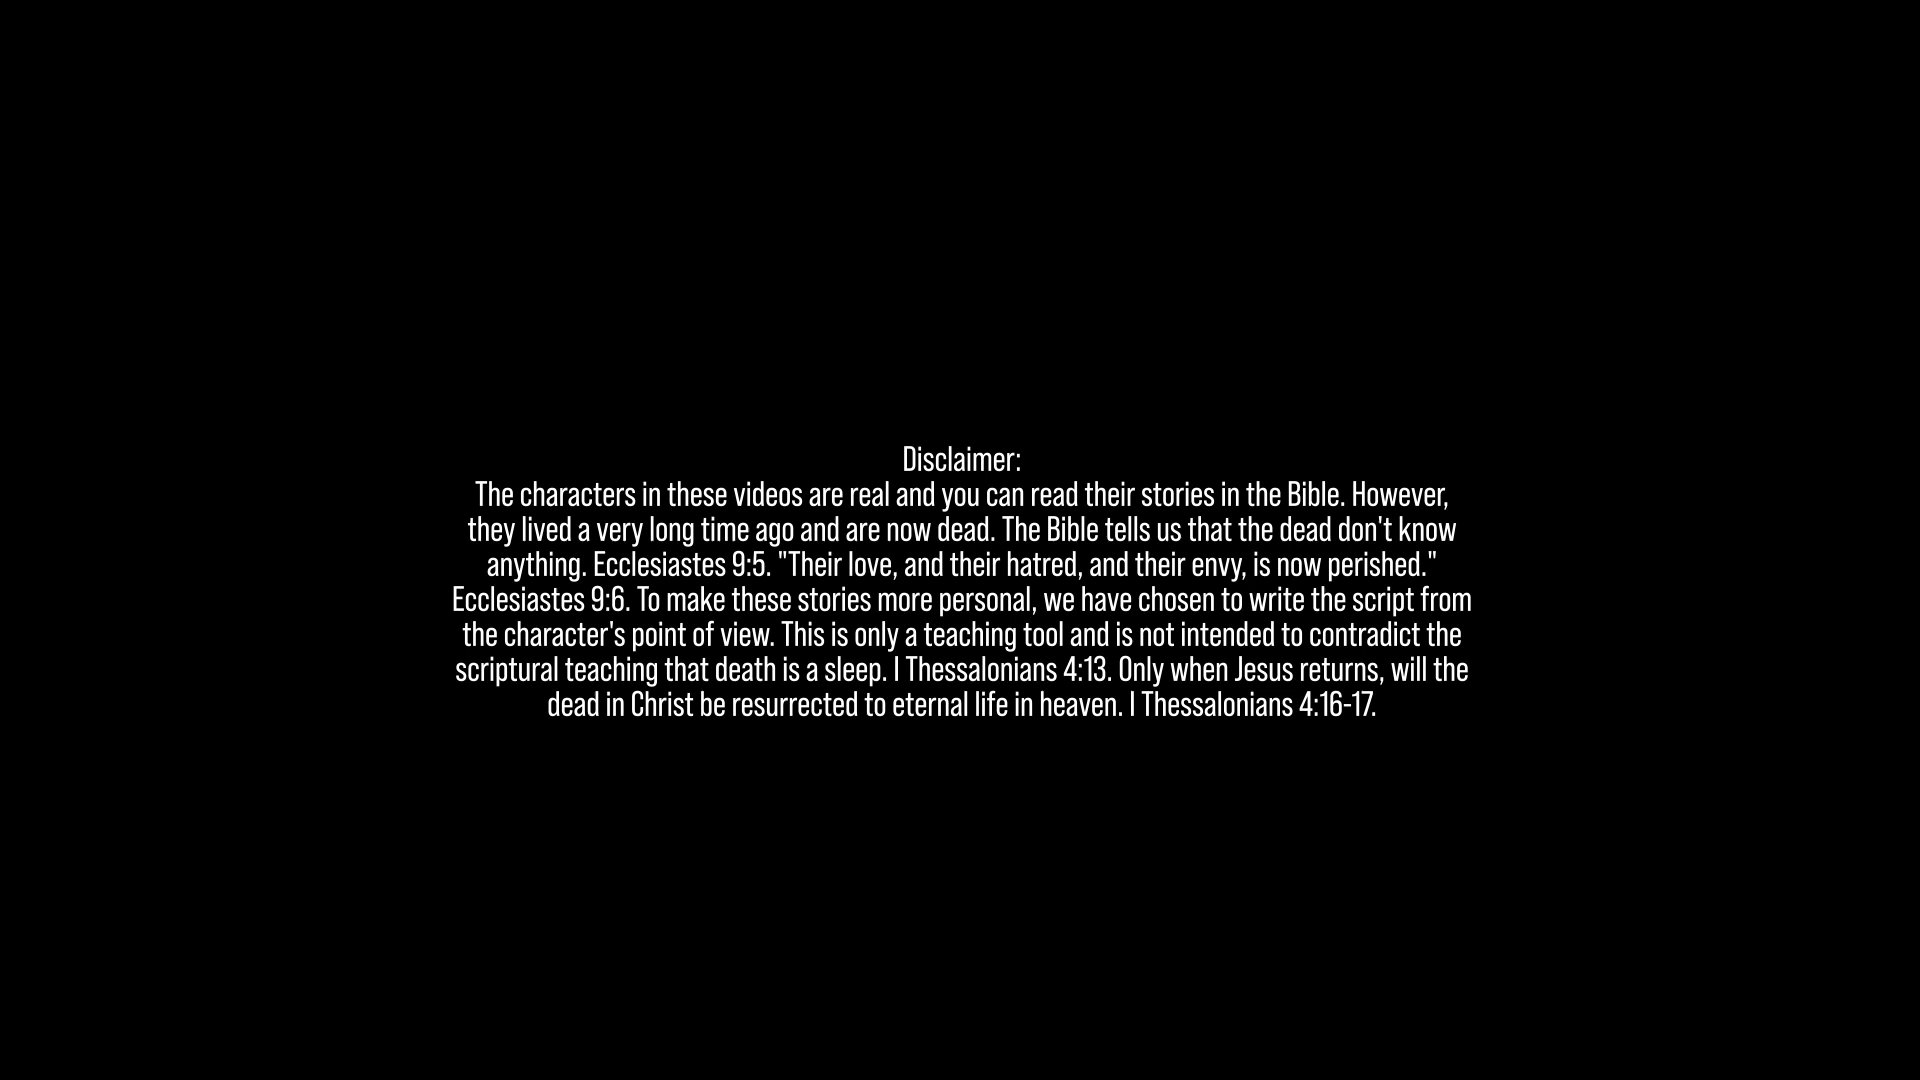 Disclaimer:
The characters in these videos are real and you can read their stories in the Bible. However,
they lived a very long time ago and are now dead. The Bible tells us that the dead don't know
anything. Ecclesiastes 9:5. "Their love, and their hatred, and their envy, is now perished."
Ecclesiastes 9:6. To make these stories more personal, we have chosen to write the script from
the character's point of view. This is only a teaching tool and is not intended to contradict the
scriptural teaching that death is a sleep. I Thessalonians 4:13. Only when Jesus returns, will the
dead in Christ be resurrected to eternal life in heaven. I Thessalonians 4:16-17.